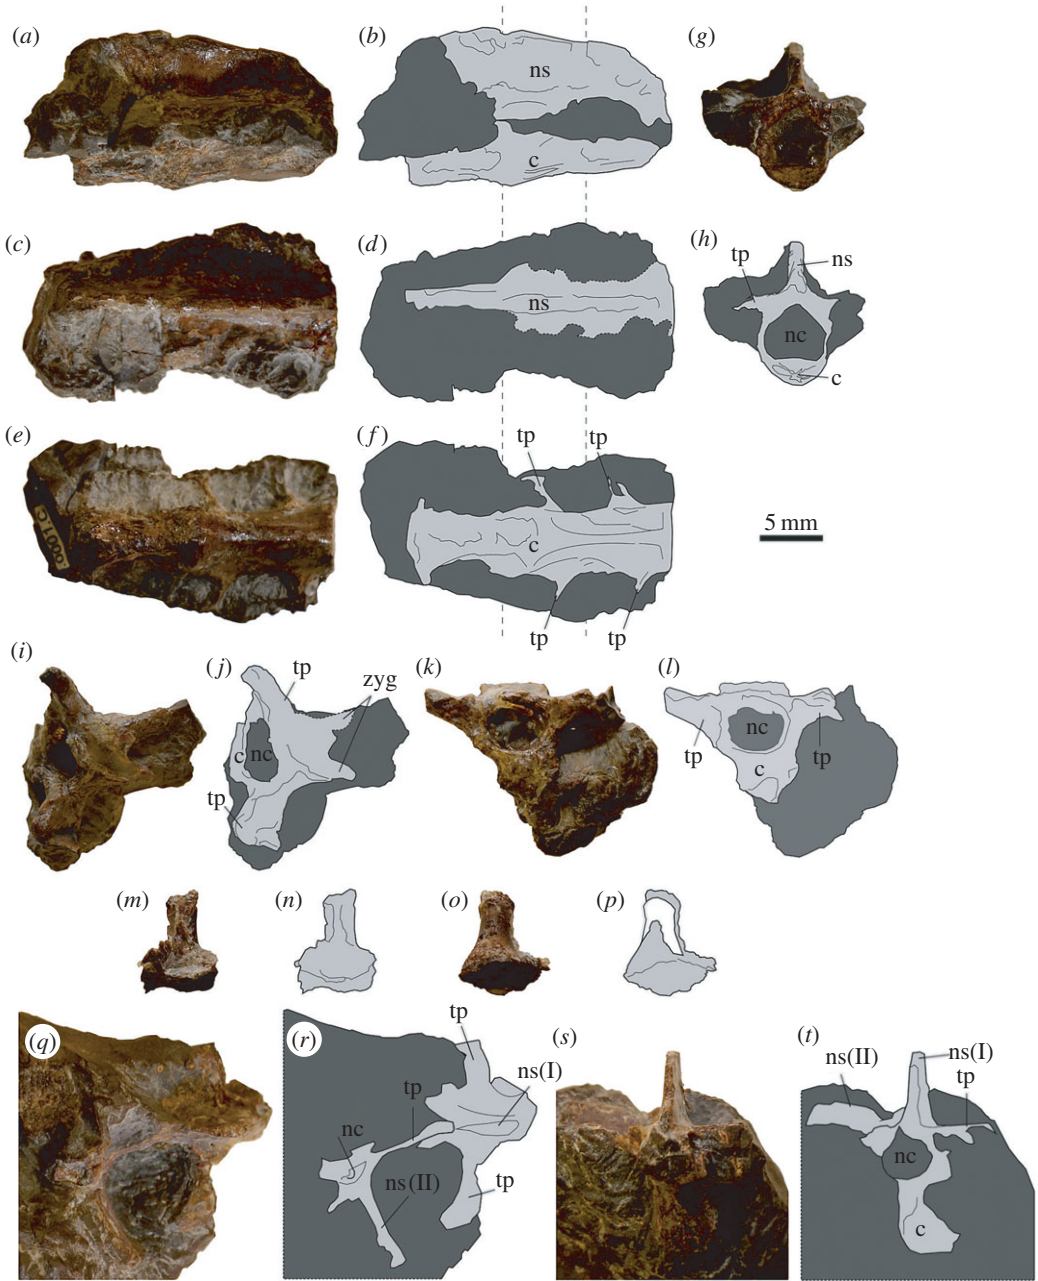 (a)
(b)
ns
c
(g)
(c)
(d)
ns
(h)
tp
ns
nc
c
(e)
(f)
tp
tp
c
tp
tp
5 mm
(i)
(j)
tp
zyg
c
nc
tp
(k)
(l)
nc
tp
c
tp
(m)
(n)
(o)
(p)
(q)
(r)
tp
ns(I)
tp
nc
ns(II)
tp
(s)
(t)
ns(II)
ns(I)
tp
nc
c